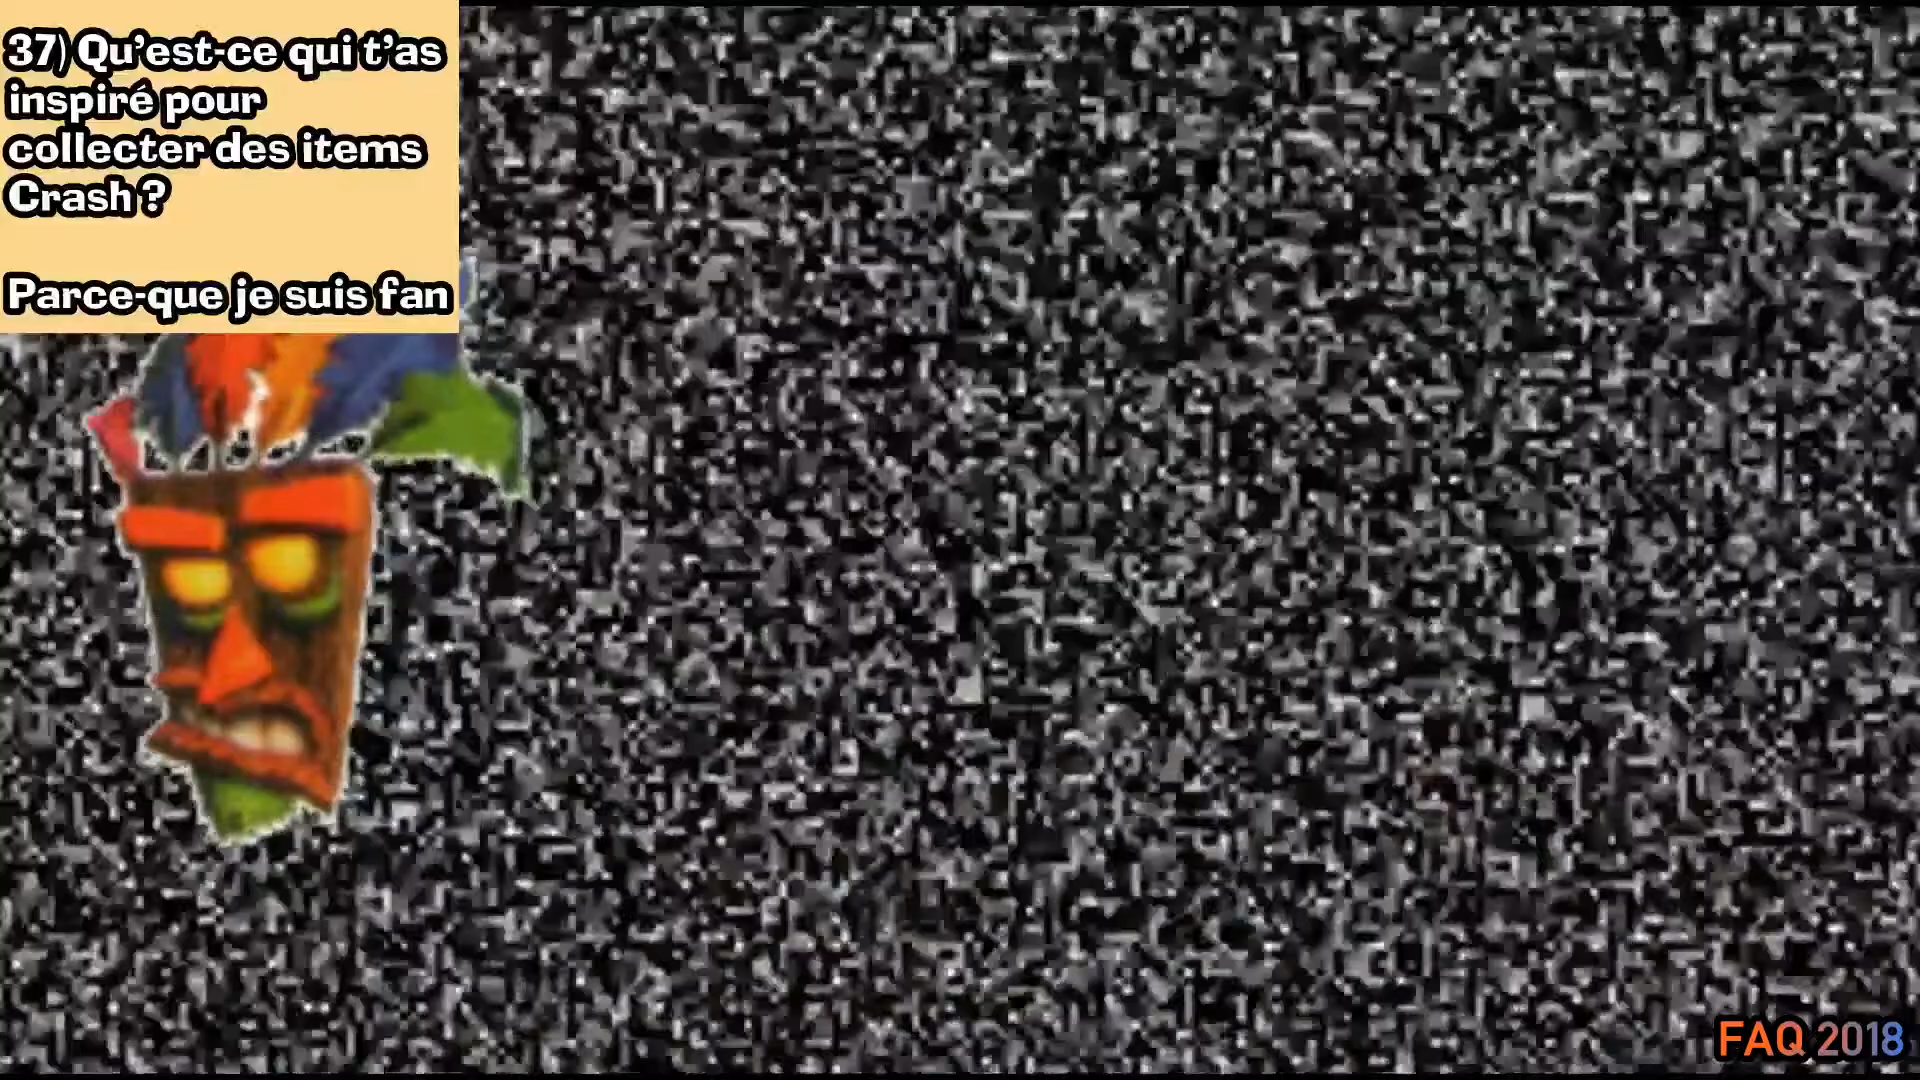 37) Qu'est-ce qui t'as
inspiré pour
collecter des items
Crash ?
Parce-que je suis fan
FAQ 2018